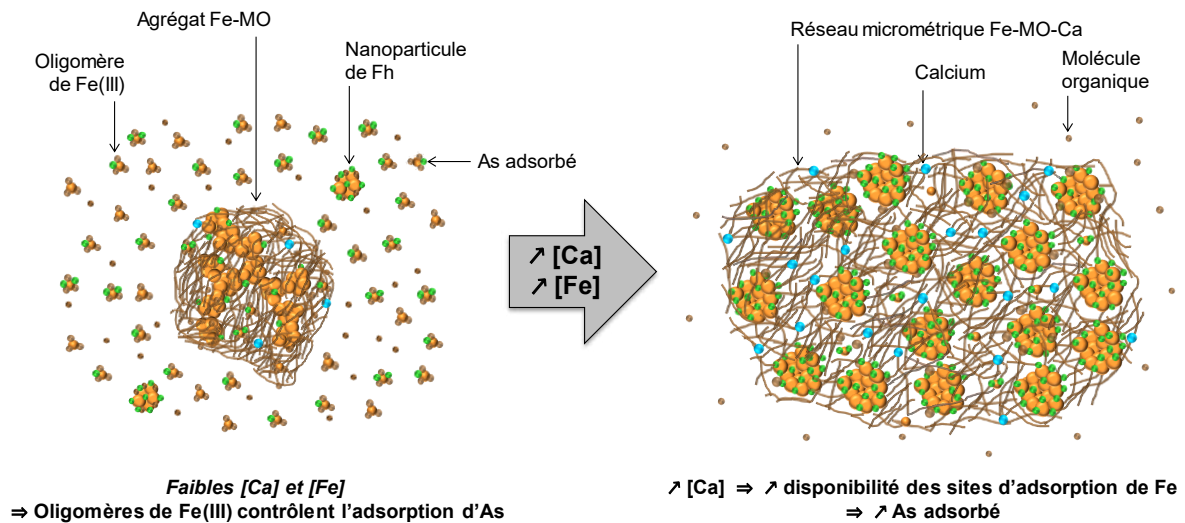 Agrégat Fe-MO
Oligomère
de Fe(III)
Nanoparticule
de Fh
As adsorbé
↗ [Ca]
↗ [Fe]
Réseau micrométrique Fe-MO-Ca
Calcium
Molécule
organique
Faibles [Ca] et [Fe]
⇒ Oligomères de Fe(III) contrôlent l’adsorption d’As
↗ [Ca] ⇒ ↗ disponibilité des sites d’adsorption de Fe
⇒ ↗ As adsorbé